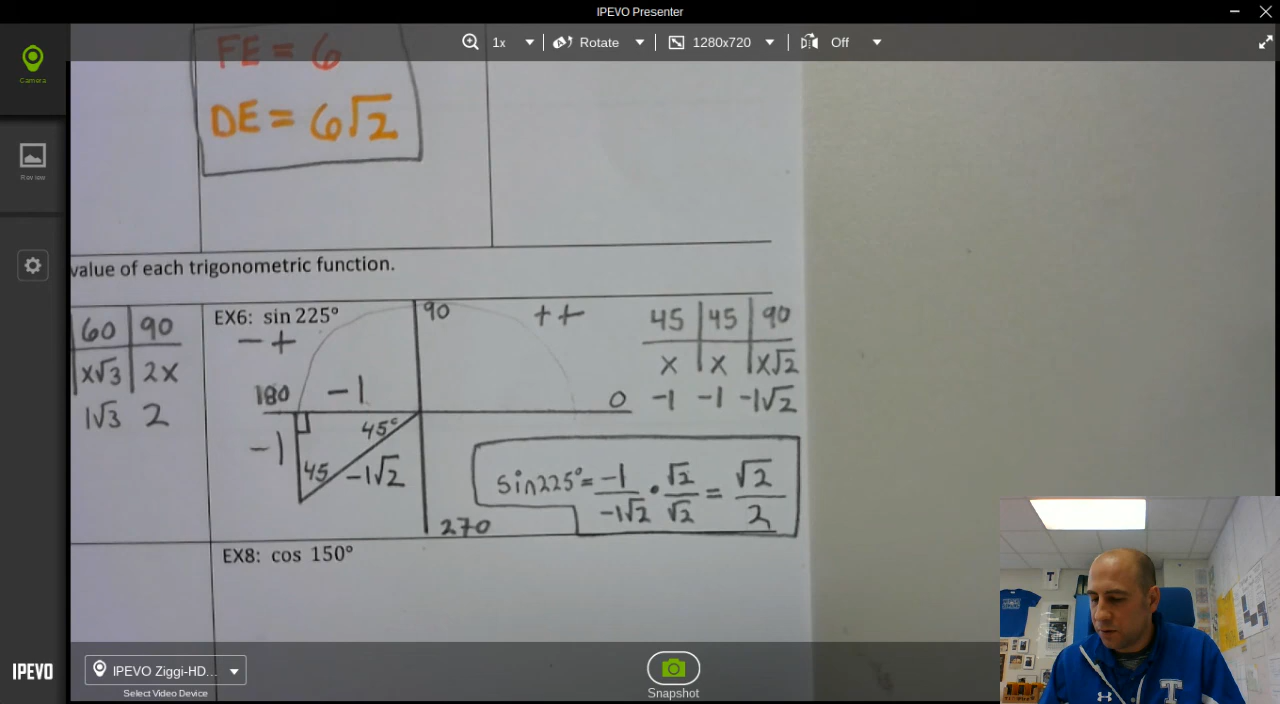 IPEVO Presenter
1x Rotate 1280x720 Off
Camera
Review
FE = 6
DE = 6√2
value of each trigonometric function.
60 | 90
x√3 | 2x
1√3 2
EX6: sin 225°
90
++
-+
180
-1
0
-1
45°
45
-1√2
270
45 | 45 | 90
x | x | x√2
-1 -1 -1√2
sin225°= -1/-1√2 • √2/√2 = √2/2
EX8: cos 150°
IPEVO
IPEVO Ziggi-HD...
Select Video Device
Snapshot
T
T